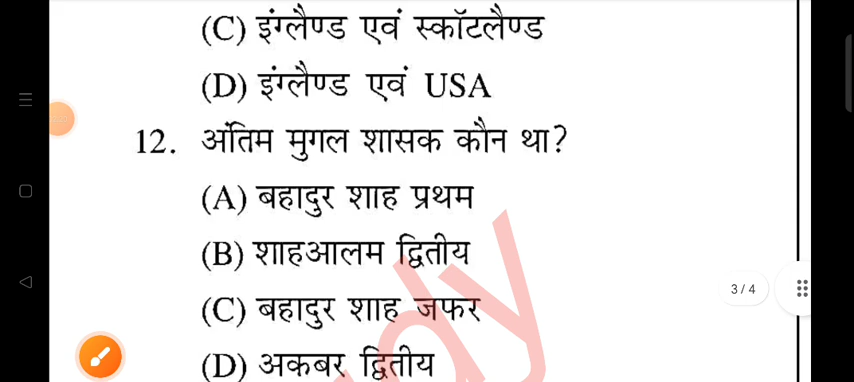 (C) इंग्लैण्ड एवं स्कॉटलैण्ड
(D) इंग्लैण्ड एवं USA
12. अंतिम मुगल शासक कौन था?
(A) बहादुर शाह प्रथम
(B) शाहआलम द्वितीय
(C) बहादुर शाह जफर
(D) अकबर द्वितीय
3/4